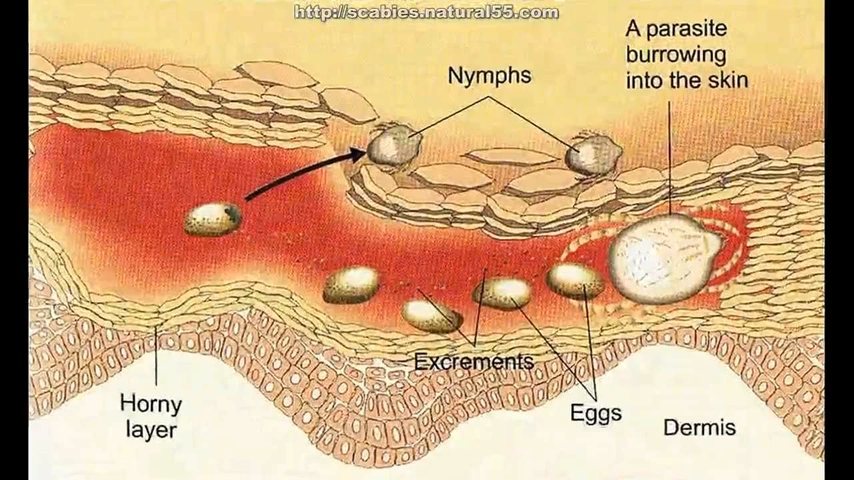 http://scabies.natural55.com
A parasite
burrowing
into the skin
Nymphs
Excrements
Eggs
Horny
layer
Dermis